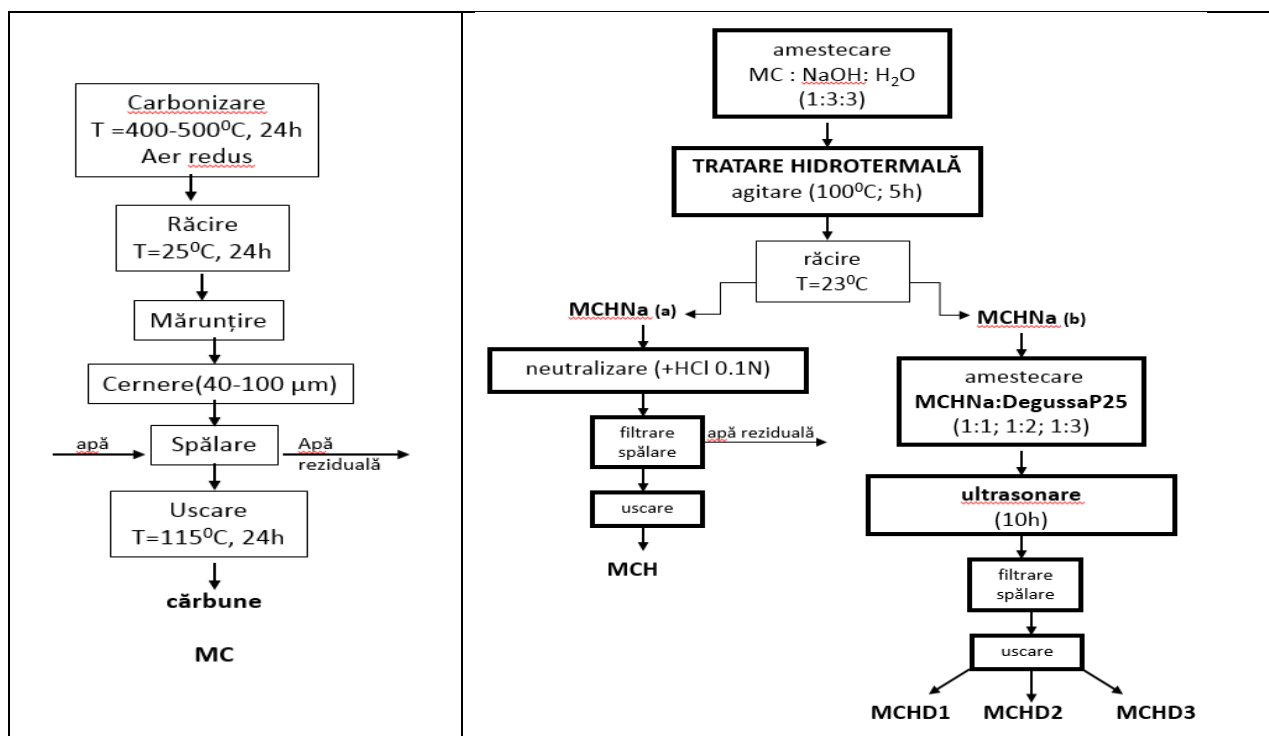 Carbonizare
T =400-500⁰C, 24h
Aer redus
Răcire
T=25⁰C, 24h
Mărunțire
Cernere(40-100 µm)
apă
Spălare
Apă
reziduală
Uscare
T=115⁰C, 24h
cărbune
MC
amestecare
MC : NaOH: H₂O
(1:3:3)
TRATARE HIDROTERMALĂ
agitare (100⁰C; 5h)
răcire
T=23⁰C
MCHNa (a)
neutralizare (+HCl 0.1N)
filtrare
spălare
apă reziduală
uscare
MCH
MCHNa (b)
amestecare
MCHNa:DegussaP25
(1:1; 1:2; 1:3)
ultrasonare
(10h)
filtrare
spălare
uscare
MCHD1
MCHD2
MCHD3